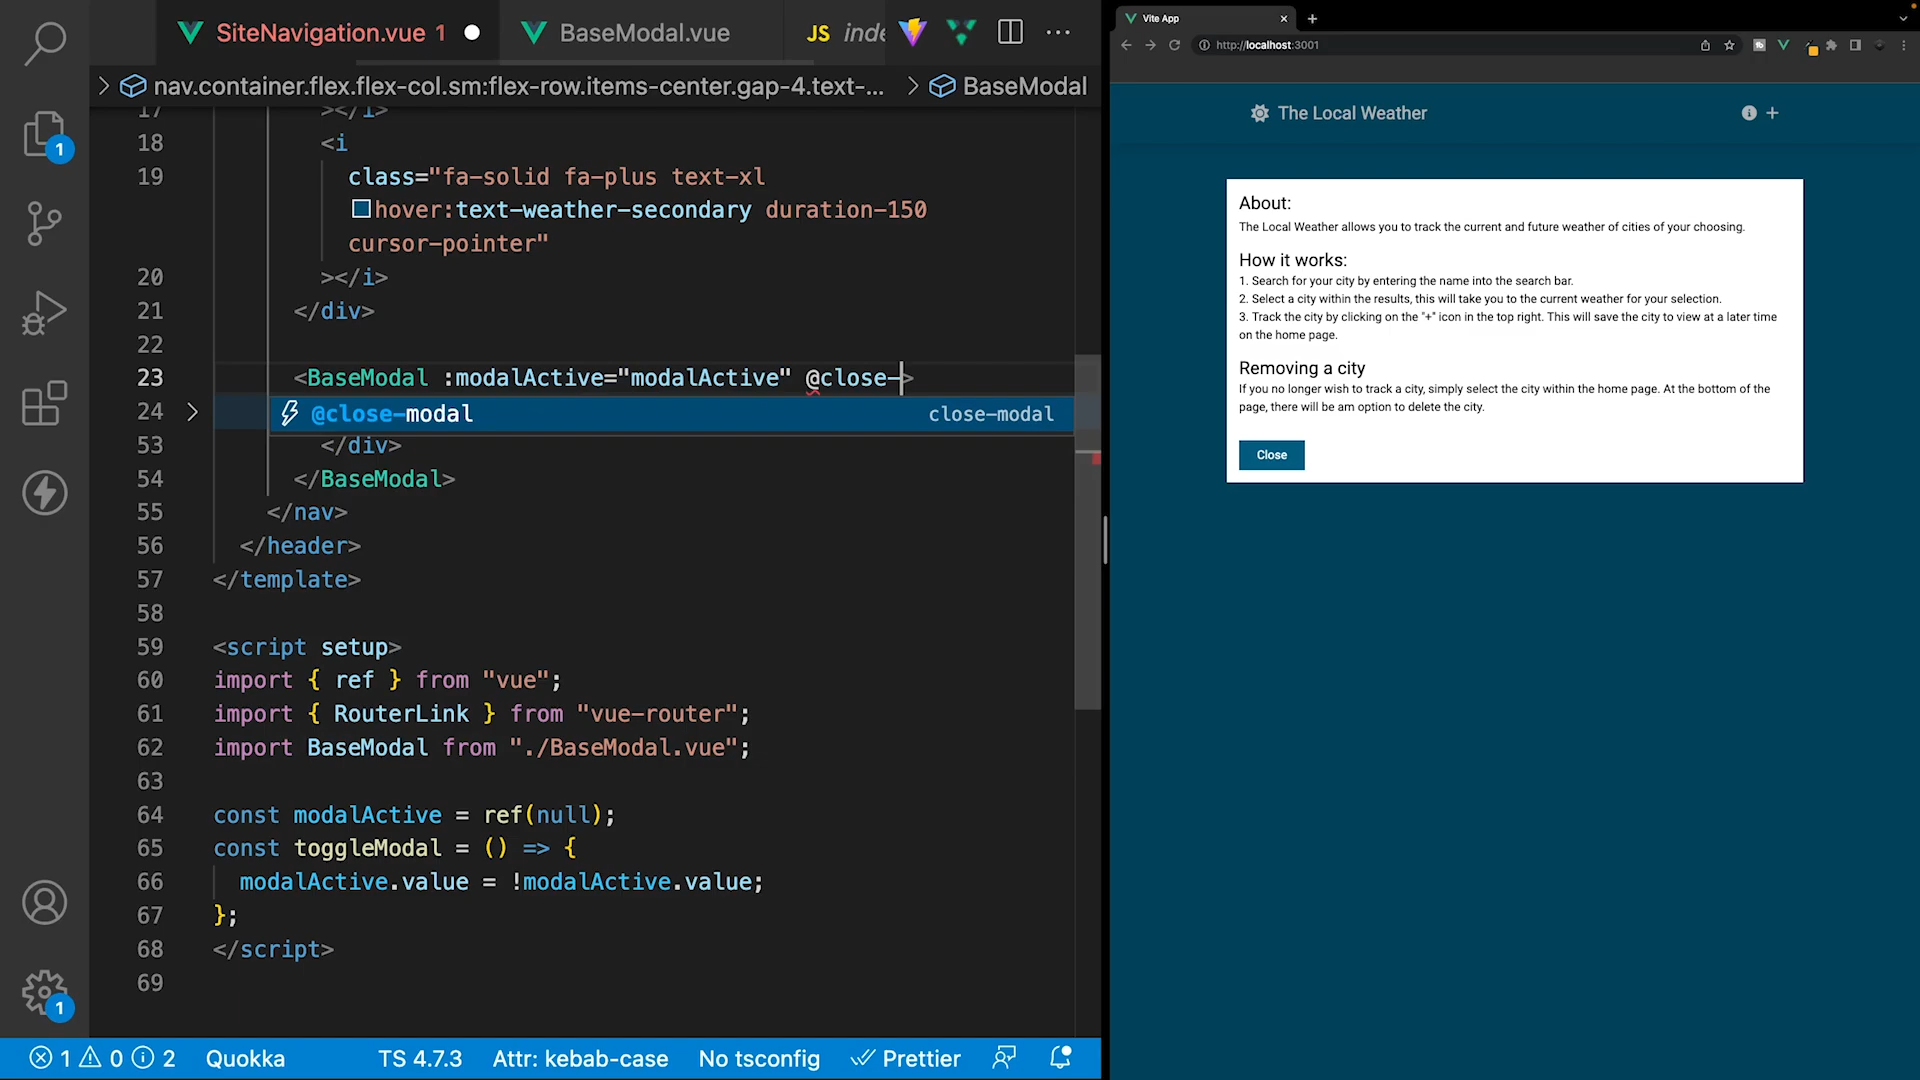 SiteNavigation.vue 1
BaseModal.vue
JS inde
nav.container.flex.flex-col.sm:flex-row.items-center.gap-4.text-... > BaseModal
17 ></i>
18 <i
19 class="fa-solid fa-plus text-xl
hover:text-weather-secondary duration-150
cursor-pointer"
20 ></i>
21 </div>
22
23 <BaseModal :modalActive="modalActive" @close->
24
@close-modal close-modal
53 </div>
54 </BaseModal>
55 </nav>
56 </header>
57 </template>
58
59 <script setup>
60 import { ref } from "vue";
61 import { RouterLink } from "vue-router";
62 import BaseModal from "./BaseModal.vue";
63
64 const modalActive = ref(null);
65 const toggleModal = () => {
66 modalActive.value = !modalActive.value;
67 };
68 </script>
69
1
1
1 0 2 Quokka TS 4.7.3 Attr: kebab-case No tsconfig Prettier
Vite App
http://localhost:3001
The Local Weather
About:
The Local Weather allows you to track the current and future weather of cities of your choosing.
How it works:
1. Search for your city by entering the name into the search bar.
2. Select a city within the results, this will take you to the current weather for your selection.
3. Track the city by clicking on the "+" icon in the top right. This will save the city to view at a later time
on the home page.
Removing a city
If you no longer wish to track a city, simply select the city within the home page. At the bottom of the
page, there will be am option to delete the city.
Close